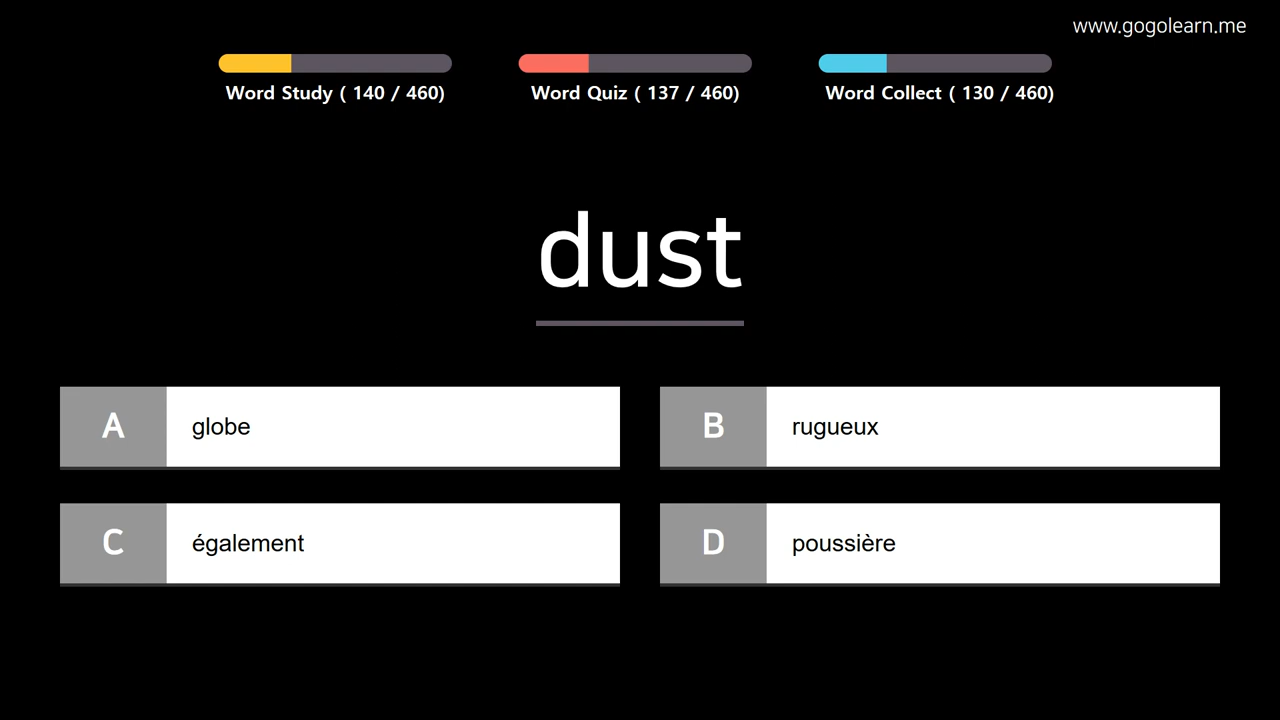 www.gogolearn.me
Word Study ( 140 / 460)
Word Quiz ( 137 / 460)
Word Collect ( 130 / 460)
dust
A globe
B rugueux
C également
D poussière